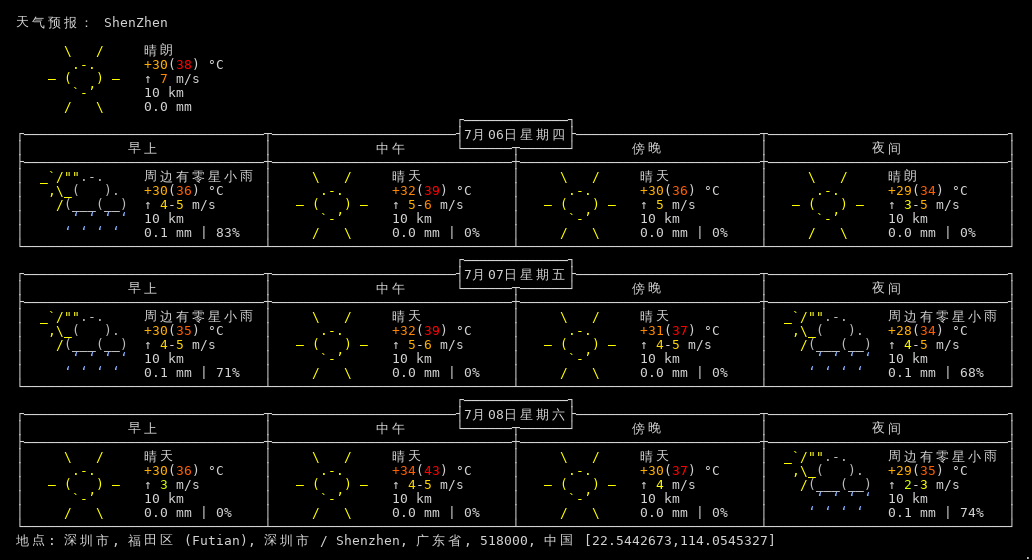 天气预报： ShenZhen
晴朗
+30(38) °C
↑ 7 m/s
10 km
0.0 mm
7月06日星期四
早上 中午 傍晚 夜间
周边有零星小雨 晴天 晴天 晴朗
+30(36) °C +32(39) °C +30(36) °C +29(34) °C
↑ 4-5 m/s ↑ 5-6 m/s ↑ 5 m/s ↑ 3-5 m/s
10 km 10 km 10 km 10 km
0.1 mm | 83% 0.0 mm | 0% 0.0 mm | 0% 0.0 mm | 0%
7月07日星期五
早上 中午 傍晚 夜间
周边有零星小雨 晴天 晴天 周边有零星小雨
+30(35) °C +32(39) °C +31(37) °C +28(34) °C
↑ 4-5 m/s ↑ 5-6 m/s ↑ 4-5 m/s ↑ 4-5 m/s
10 km 10 km 10 km 10 km
0.1 mm | 71% 0.0 mm | 0% 0.0 mm | 0% 0.1 mm | 68%
7月08日星期六
早上 中午 傍晚 夜间
晴天 晴天 晴天 周边有零星小雨
+30(36) °C +34(43) °C +30(37) °C +29(35) °C
↑ 3 m/s ↑ 4-5 m/s ↑ 4 m/s ↑ 2-3 m/s
10 km 10 km 10 km 10 km
0.0 mm | 0% 0.0 mm | 0% 0.0 mm | 0% 0.1 mm | 74%
地点: 深圳市, 福田区 (Futian), 深圳市 / Shenzhen, 广东省, 518000, 中国 [22.5442673,114.0545327]